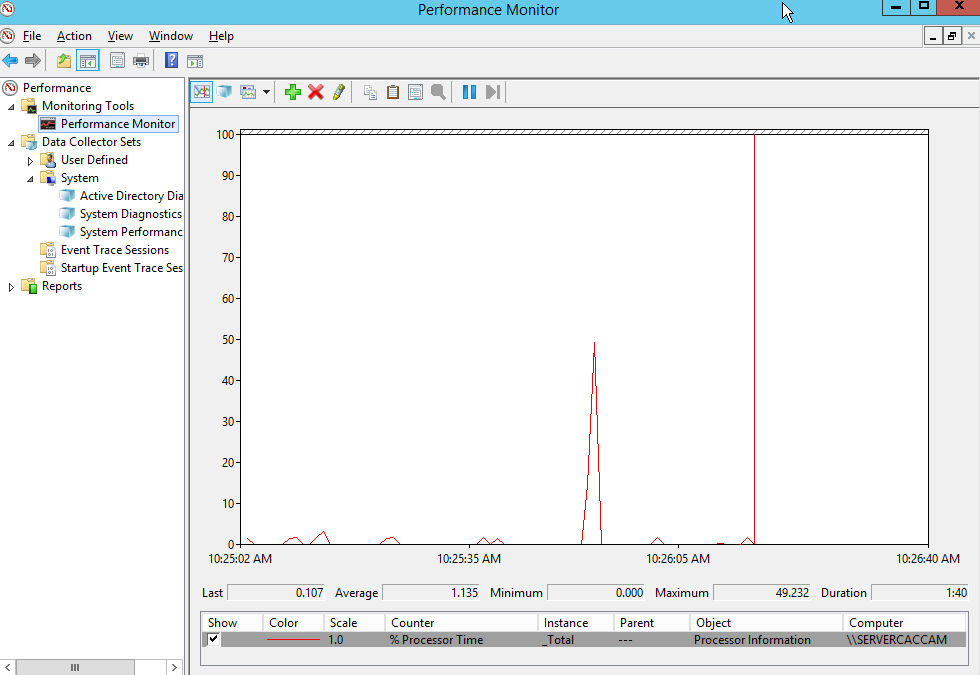 Performance Monitor
File Action View Window Help
Performance
Monitoring Tools
Performance Monitor
Data Collector Sets
User Defined
System
Active Directory Dia
System Diagnostics
System Performanc
Event Trace Sessions
Startup Event Trace Ses
Reports
100
90
80
70
60
50
40
30
20
10
0
10:25:02 AM 10:25:35 AM 10:26:05 AM 10:26:40 AM
Last 0.107 Average 1.135 Minimum 0.000 Maximum 49.232 Duration 1:40
Show Color Scale Counter Instance Parent Object Computer
1.0 % Processor Time _Total --- Processor Information \\SERVERCACCAM